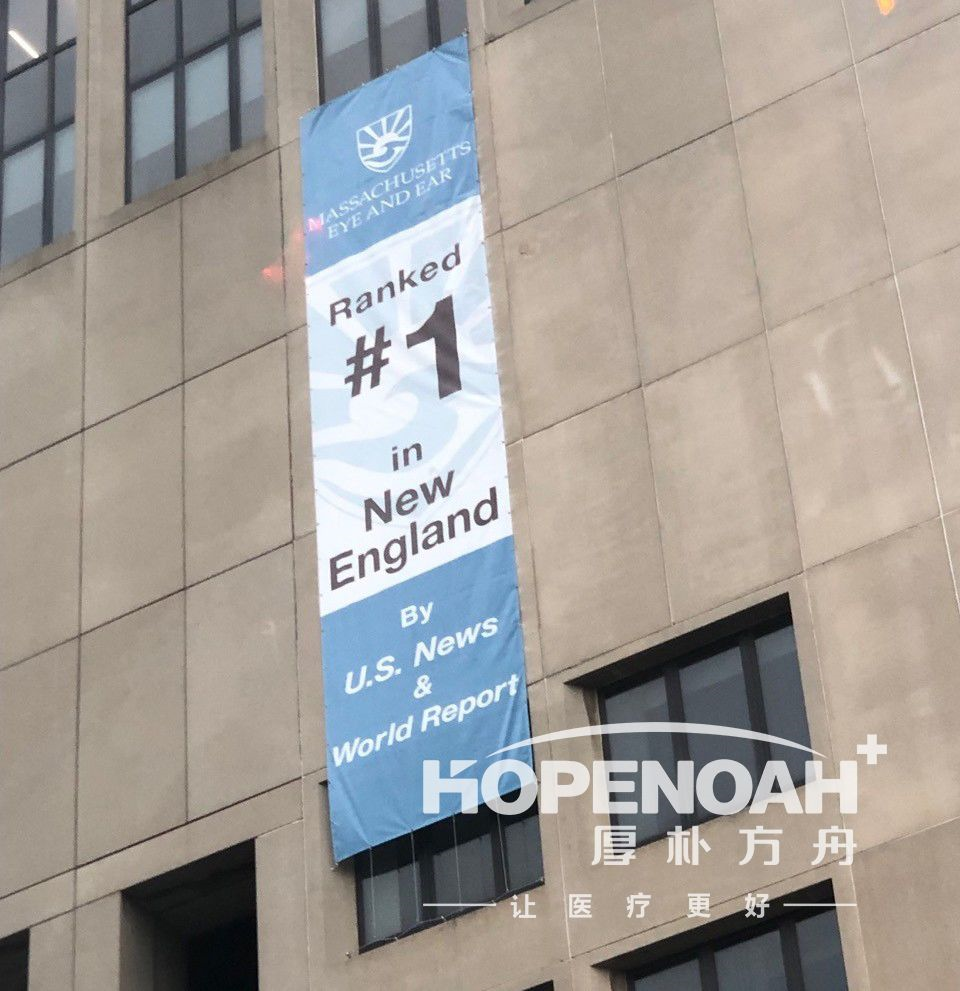 MASSACHUSETTS
EYE AND EAR
Ranked
#1
in
New
England
By
U.S. News
&
World Report
HOPENOAH+
厚朴方舟
让医疗更好